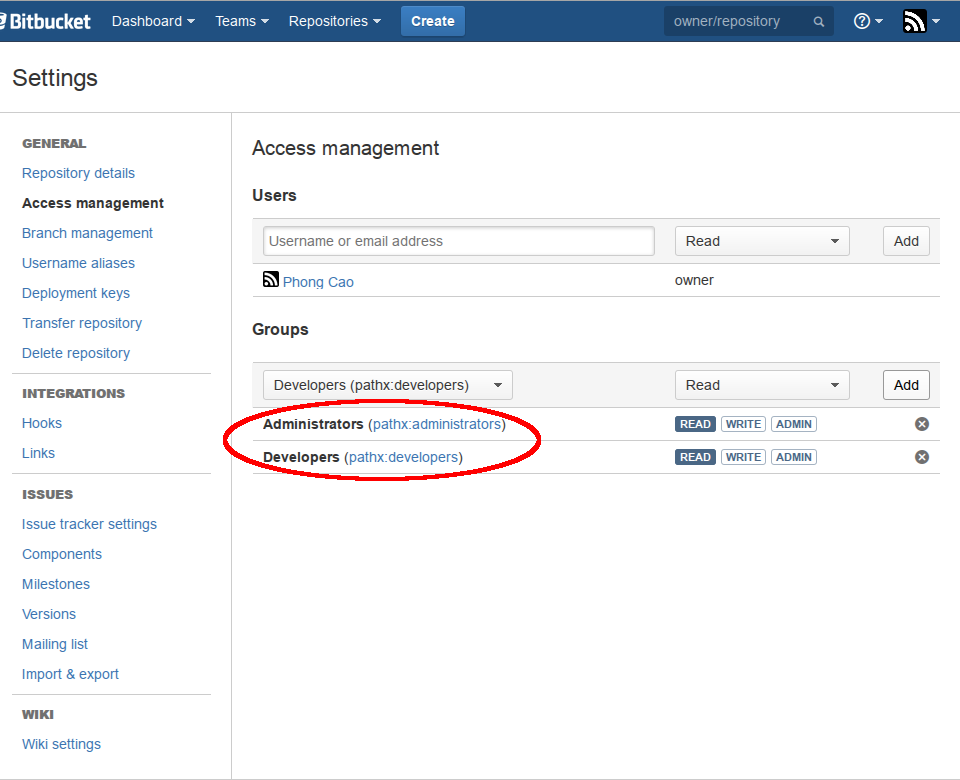 Bitbucket Dashboard Teams Repositories Create owner/repository
Settings
GENERAL
Repository details
Access management
Branch management
Username aliases
Deployment keys
Transfer repository
Delete repository
INTEGRATIONS
Hooks
Links
ISSUES
Issue tracker settings
Components
Milestones
Versions
Mailing list
Import & export
WIKI
Wiki settings
Access management
Users
Username or email address Read Add
Phong Cao owner
Groups
Developers (pathx:developers) Read Add
Administrators (pathx:administrators) READ WRITE ADMIN
Developers (pathx:developers) READ WRITE ADMIN